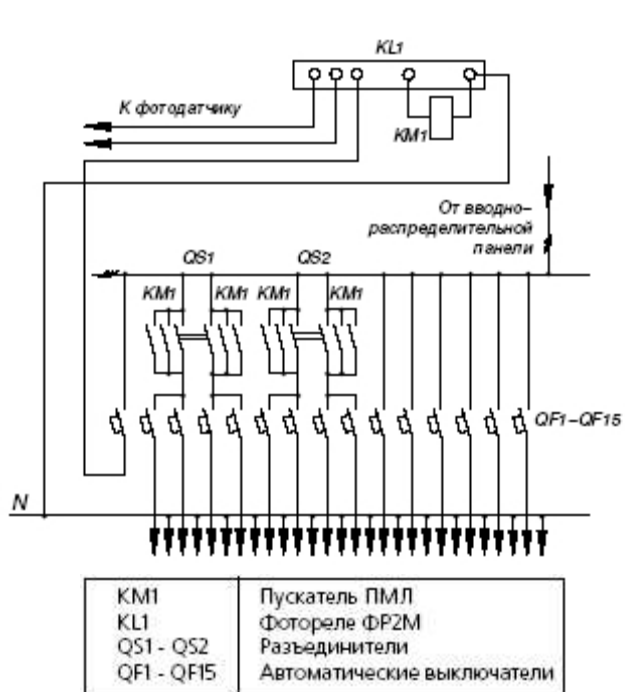 KL1
К фотодатчику
KM1
От вводно-
распределительной
панели
QS1 QS2
KM1 KM1 KM1 KM1
QF1-QF15
N
KM1 Пускатель ПМЛ
KL1 Фотореле ФР2М
QS1 - QS2 Разъединители
QF1 - QF15 Автоматические выключатели